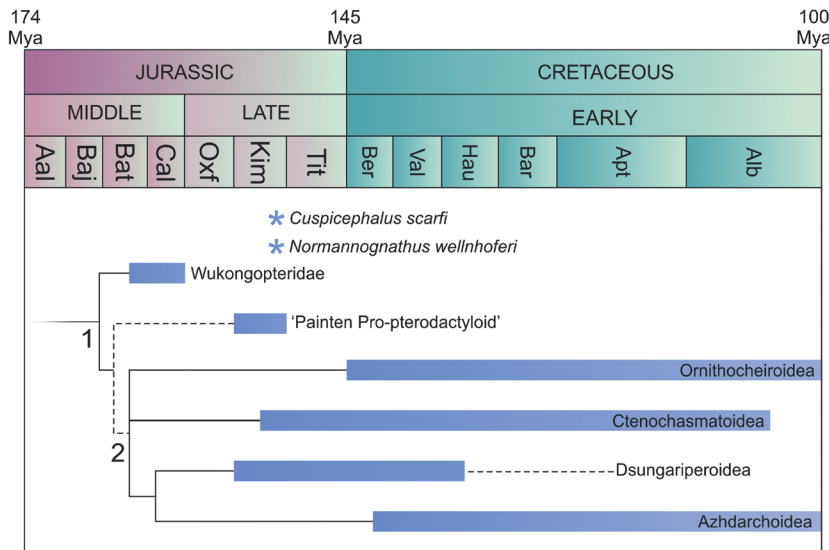 174 145 100
Mya Mya Mya
JURASSIC CRETACEOUS
MIDDLE LATE EARLY
Aal Baj Bat Cal Oxf Kim Tit Ber Val Hau Bar Apt Alb
* Cuspicephalus scarfi
* Normannognathus wellnhoferi
Wukongopteridae
1 'Painten Pro-pterodactyloid'
Ornithocheiroidea
Ctenochasmatoidea
2
Dsungariperoidea
Azhdarchoidea